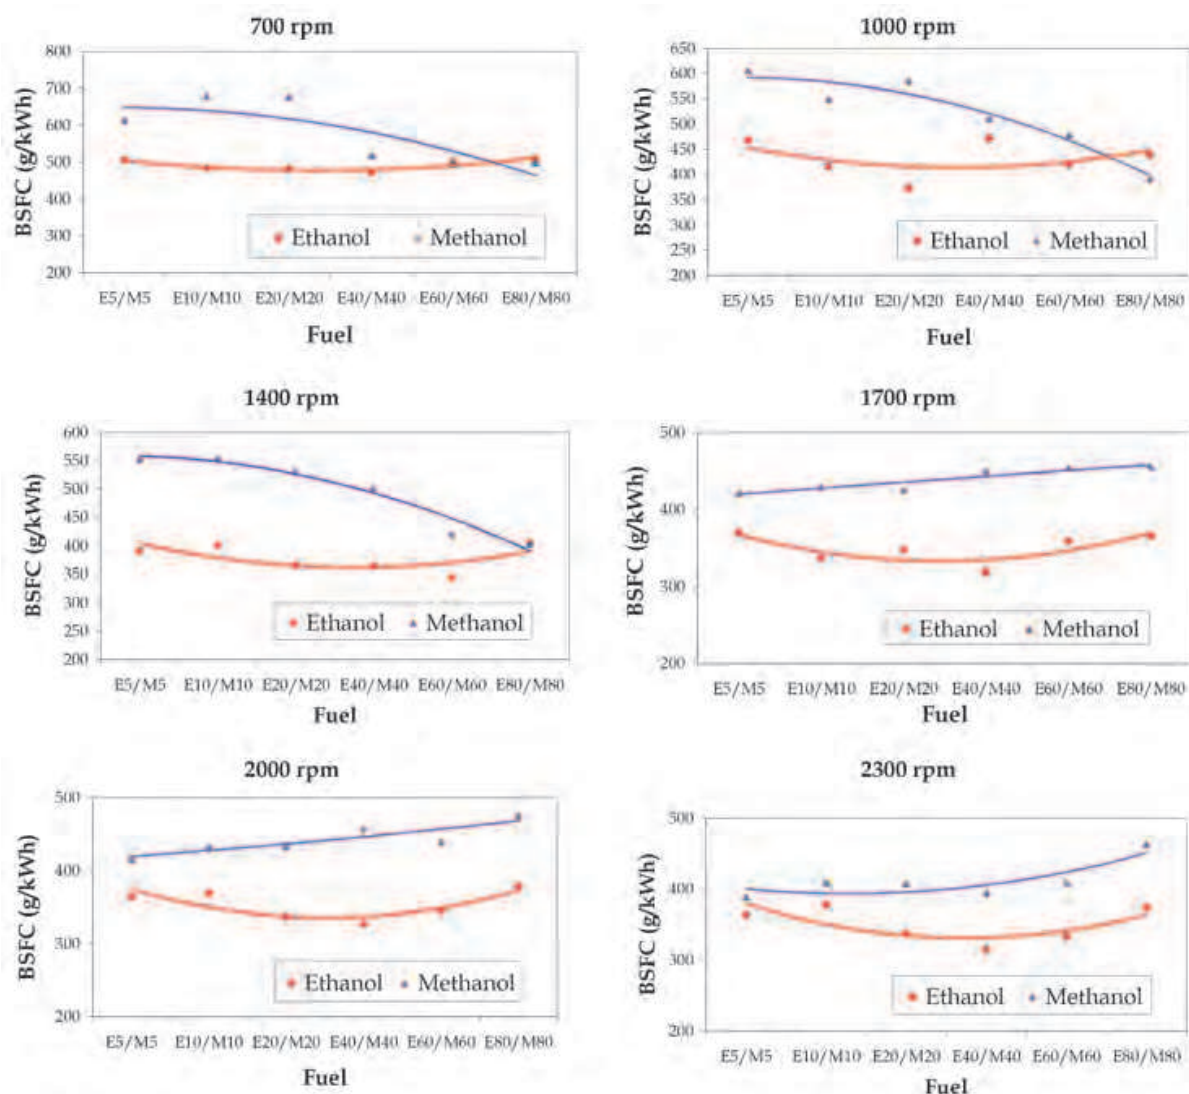 700 rpm
800
700
600
500
400
300
200
BSFC (g/kWh)
Ethanol Methanol
E5/M5 E10/M10 E20/M20 E40/M40 E60/M60 E80/M80
Fuel
1000 rpm
650
600
550
500
450
400
350
300
250
200
BSFC (g/kWh)
Ethanol Methanol
E5/M5 E10/M10 E20/M20 E40/M40 E60/M60 E80/M80
Fuel
1400 rpm
600
550
500
450
400
350
300
250
200
BSFC (g/kWh)
Ethanol Methanol
E5/M5 E10/M10 E20/M20 E40/M40 E60/M60 E80/M80
Fuel
1700 rpm
500
400
300
200
BSFC (g/kWh)
Ethanol Methanol
E5/M5 E10/M10 E20/M20 E40/M40 E60/M60 E80/M80
Fuel
2000 rpm
500
400
300
200
BSFC (g/kWh)
Ethanol Methanol
E5/M5 E10/M10 E20/M20 E40/M40 E60/M60 E80/M80
Fuel
2300 rpm
500
400
300
200
BSFC (g/kWh)
Ethanol Methanol
E5/M5 E10/M10 E20/M20 E40/M40 E60/M60 E80/M80
Fuel